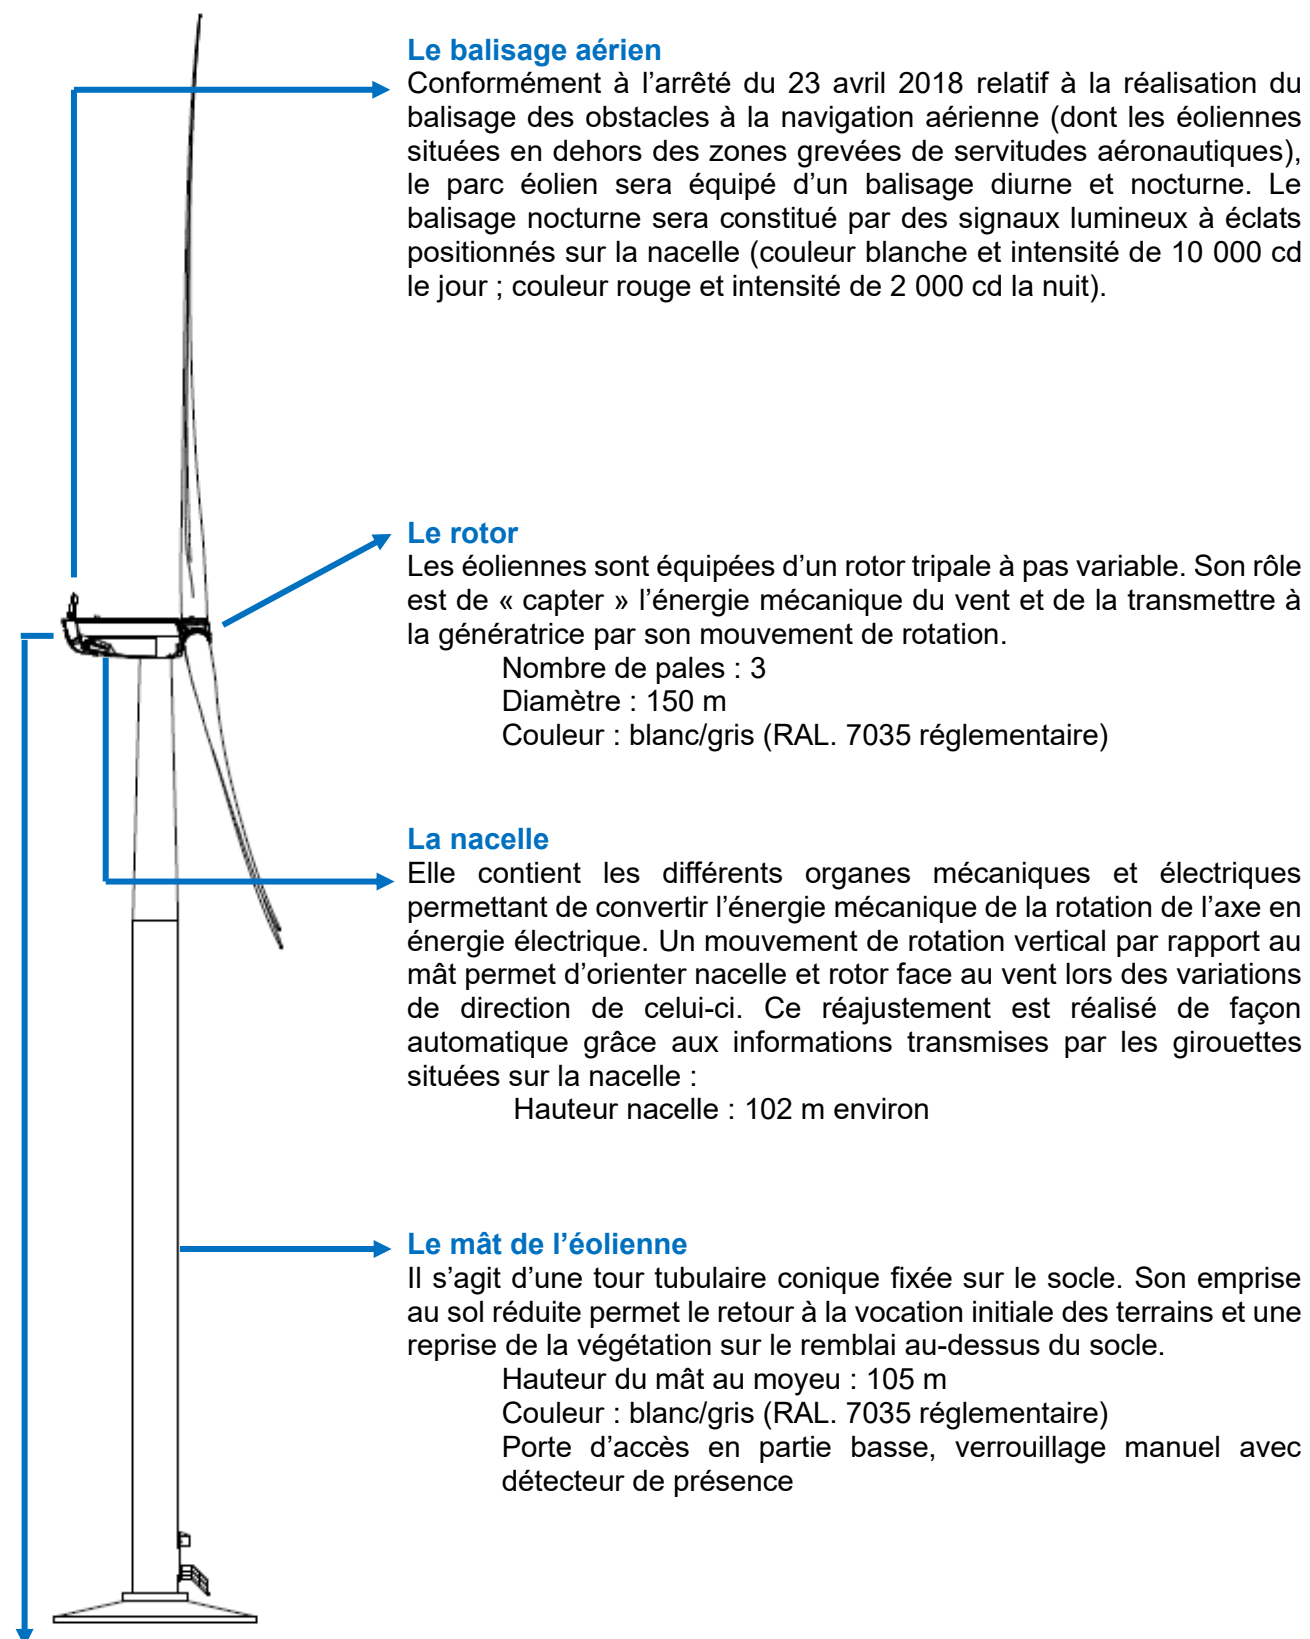 Le balisage aérien
Conformément à l’arrêté du 23 avril 2018 relatif à la réalisation du
balisage des obstacles à la navigation aérienne (dont les éoliennes
situées en dehors des zones grevées de servitudes aéronautiques),
le parc éolien sera équipé d’un balisage diurne et nocturne. Le
balisage nocturne sera constitué par des signaux lumineux à éclats
positionnés sur la nacelle (couleur blanche et intensité de 10 000 cd
le jour ; couleur rouge et intensité de 2 000 cd la nuit).
Le rotor
Les éoliennes sont équipées d’un rotor tripale à pas variable. Son rôle
est de « capter » l’énergie mécanique du vent et de la transmettre à
la génératrice par son mouvement de rotation.
Nombre de pales : 3
Diamètre : 150 m
Couleur : blanc/gris (RAL. 7035 réglementaire)
La nacelle
Elle contient les différents organes mécaniques et électriques
permettant de convertir l’énergie mécanique de la rotation de l’axe en
énergie électrique. Un mouvement de rotation vertical par rapport au
mât permet d’orienter nacelle et rotor face au vent lors des variations
de direction de celui-ci. Ce réajustement est réalisé de façon
automatique grâce aux informations transmises par les girouettes
situées sur la nacelle :
Hauteur nacelle : 102 m environ
Le mât de l’éolienne
Il s’agit d’une tour tubulaire conique fixée sur le socle. Son emprise
au sol réduite permet le retour à la vocation initiale des terrains et une
reprise de la végétation sur le remblai au-dessus du socle.
Hauteur du mât au moyeu : 105 m
Couleur : blanc/gris (RAL. 7035 réglementaire)
Porte d’accès en partie basse, verrouillage manuel avec
détecteur de présence